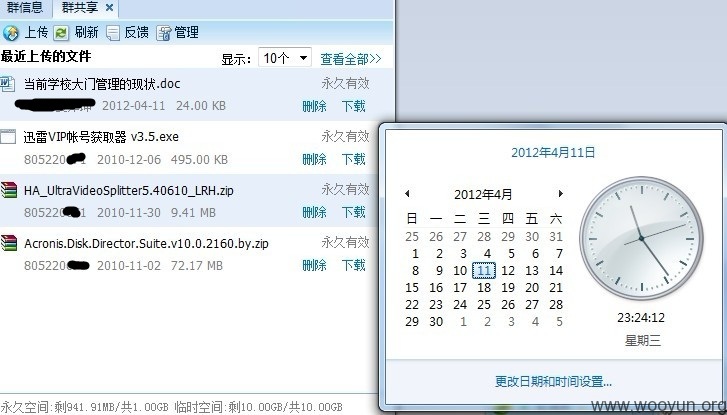 群信息 群共享 ×
上传 刷新 反馈 管理
最近上传的文件 显示: 10个 查看全部>>
当前学校大门管理的现状.doc 永久有效
2012-04-11 24.00 KB 删除 下载
迅雷VIP帐号获取器 v3.5.exe 永久有效
805220 2010-12-06 495.00 KB 删除 下载
HA_UltraVideoSplitter5.40610_LRH.zip 永久有效
805220 1 2010-11-30 9.41 MB 删除 下载
Acronis.Disk.Director.Suite.v10.0.2160.by.zip 永久有效
805220 2010-11-02 72.17 MB 删除 下载
永久空间:剩941.91MB/共1.00GB 临时空间:剩10.00GB/共10.00GB
2012年4月11日
2012年4月
日 一 二 三 四 五 六
25 26 27 28 29 30 31
1 2 3 4 5 6 7
8 9 10 11 12 13 14
15 16 17 18 19 20 21
22 23 24 25 26 27 28
29 30 1 2 3 4 5
23:24:12
星期三
更改日期和时间设置...
www.wooyun.org